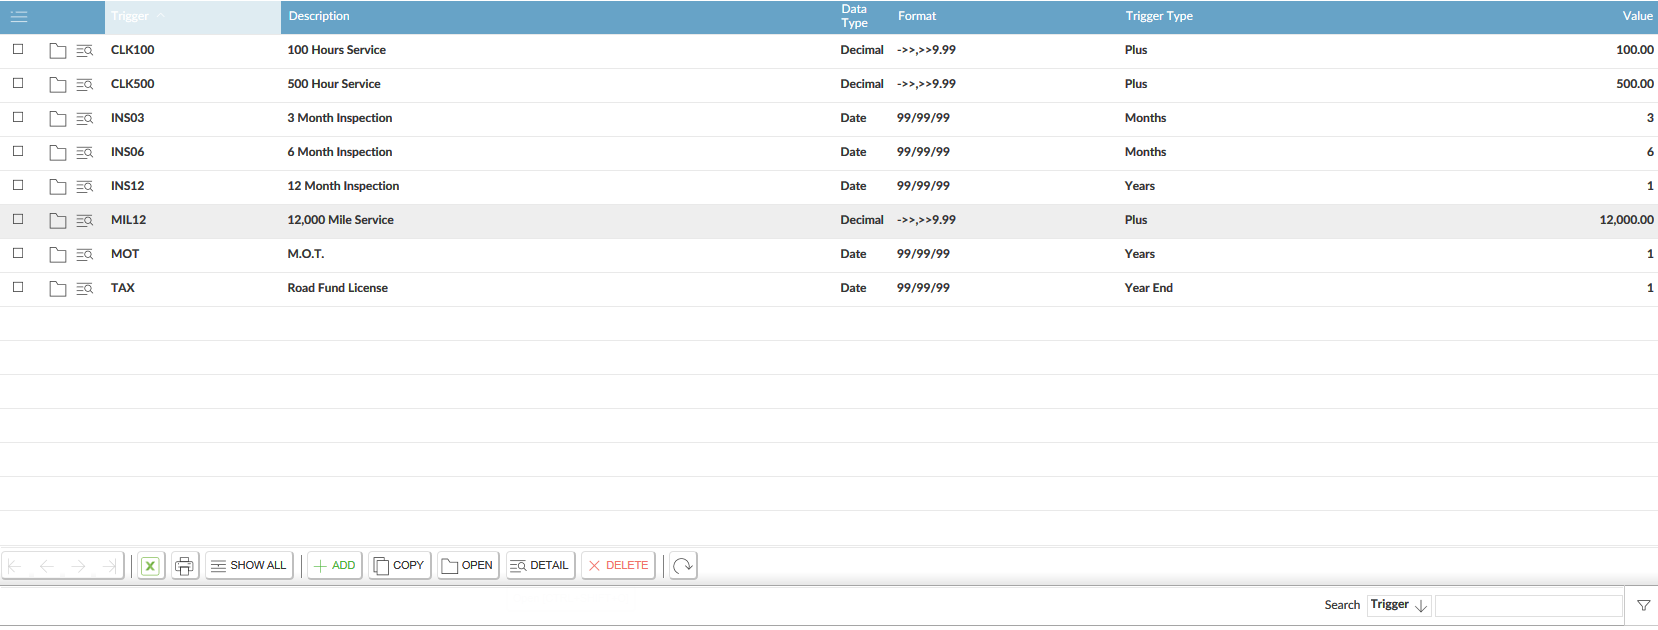 Trigger Description Data Type Format Trigger Type Value
CLK100 100 Hours Service Decimal ->>,>>9.99 Plus 100.00
CLK500 500 Hour Service Decimal ->>,>>9.99 Plus 500.00
INS03 3 Month Inspection Date 99/99/99 Months 3
INS06 6 Month Inspection Date 99/99/99 Months 6
INS12 12 Month Inspection Date 99/99/99 Years 1
MIL12 12,000 Mile Service Decimal ->>,>>9.99 Plus 12,000.00
MOT M.O.T. Date 99/99/99 Years 1
TAX Road Fund License Date 99/99/99 Year End 1
SHOW ALL ADD COPY OPEN DETAIL DELETE
Search Trigger